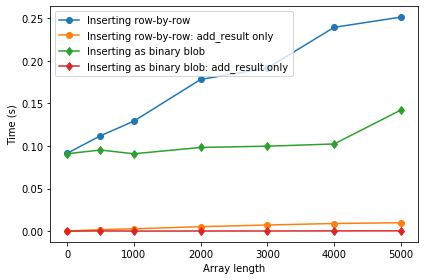 0.25
0.20
0.15
0.10
0.05
0.00
Time (s)
Inserting row-by-row
Inserting row-by-row: add_result only
Inserting as binary blob
Inserting as binary blob: add_result only
0 1000 2000 3000 4000 5000
Array length